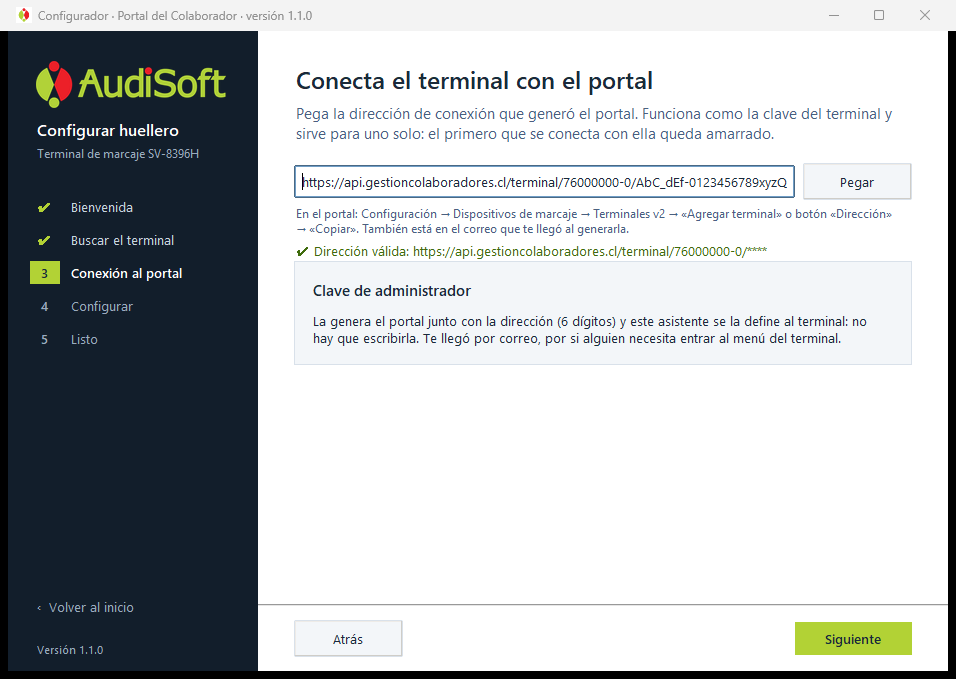 Configurador · Portal del Colaborador · versión 1.1.0
AudiSoft
Configurar huellero
Terminal de marcaje SV-8396H
Bienvenida
Buscar el terminal
3 Conexión al portal
4 Configurar
5 Listo
‹ Volver al inicio
Versión 1.1.0
Conecta el terminal con el portal
Pega la dirección de conexión que generó el portal. Funciona como la clave del terminal y
sirve para uno solo: el primero que se conecta con ella queda amarrado.
https://api.gestioncolaboradores.cl/terminal/76000000-0/AbC_dEf-0123456789xyzQ
Pegar
En el portal: Configuración → Dispositivos de marcaje → Terminales v2 → «Agregar terminal» o botón «Dirección»
→ «Copiar». También está en el correo que te llegó al generarla.
✔ Dirección válida: https://api.gestioncolaboradores.cl/terminal/76000000-0/****
Clave de administrador
La genera el portal junto con la dirección (6 dígitos) y este asistente se la define al terminal: no
hay que escribirla. Te llegó por correo, por si alguien necesita entrar al menú del terminal.
Atrás
Siguiente